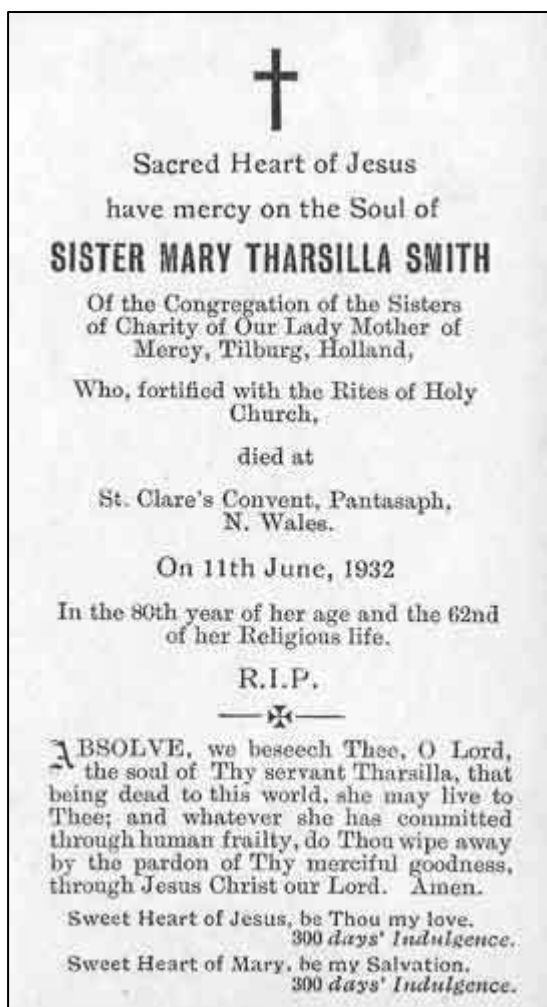 Sacred Heart of Jesus
have mercy on the Soul of
SISTER MARY THARSILLA SMITH
Of the Congregation of the Sisters
of Charity of Our Lady Mother of
Mercy, Tilburg, Holland,
Who, fortified with the Rites of Holy
Church,
died at
St. Clare's Convent, Pantasaph,
N. Wales.
On 11th June, 1932
In the 80th year of her age and the 62nd
of her Religious life.
R.I.P.
ABSOLVE, we beseech Thee, O Lord,
the soul of Thy servant Tharsilla, that
being dead to this world, she may live to
Thee; and whatever she has committed
through human frailty, do Thou wipe away
by the pardon of Thy merciful goodness,
through Jesus Christ our Lord. Amen.
Sweet Heart of Jesus, be Thou my love.
300 days' Indulgence.
Sweet Heart of Mary, be my Salvation.
300 days' Indulgence.